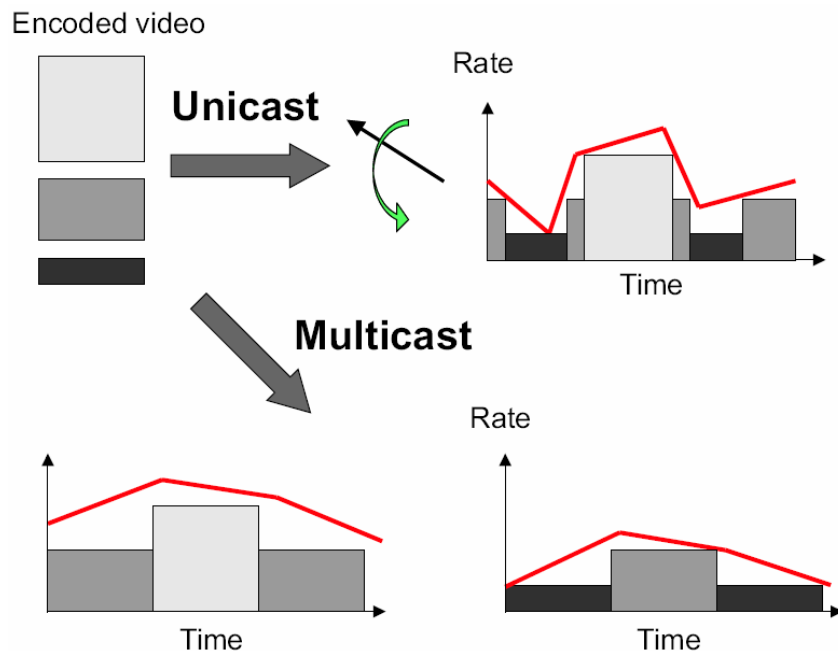 Encoded video
Unicast
Rate
Time
Multicast
Rate
Time
Time